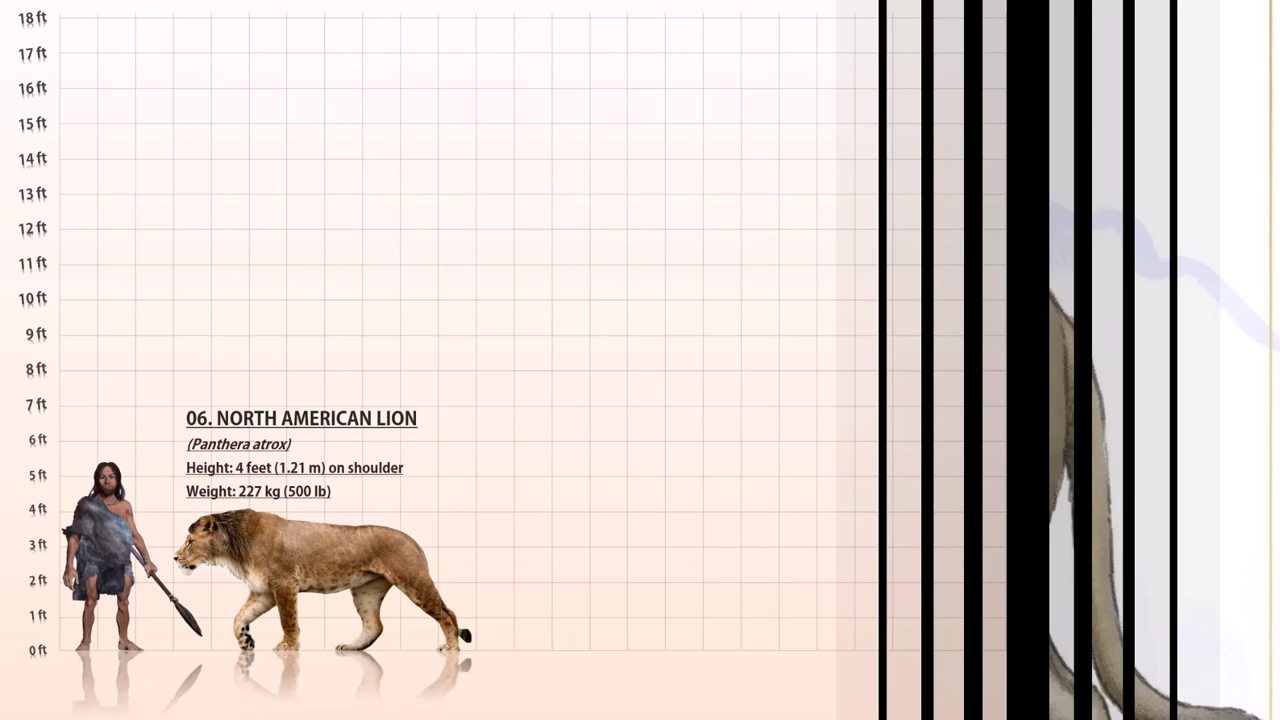 18 ft
17 ft
16 ft
15 ft
14 ft
13 ft
12 ft
11 ft
10 ft
9 ft
8 ft
7 ft
06. NORTH AMERICAN LION
6 ft
(Panthera atrox)
5 ft
Height: 4 feet (1.21 m) on shoulder
Weight: 227 kg (500 lb)
4 ft
3 ft
2 ft
1 ft
0 ft